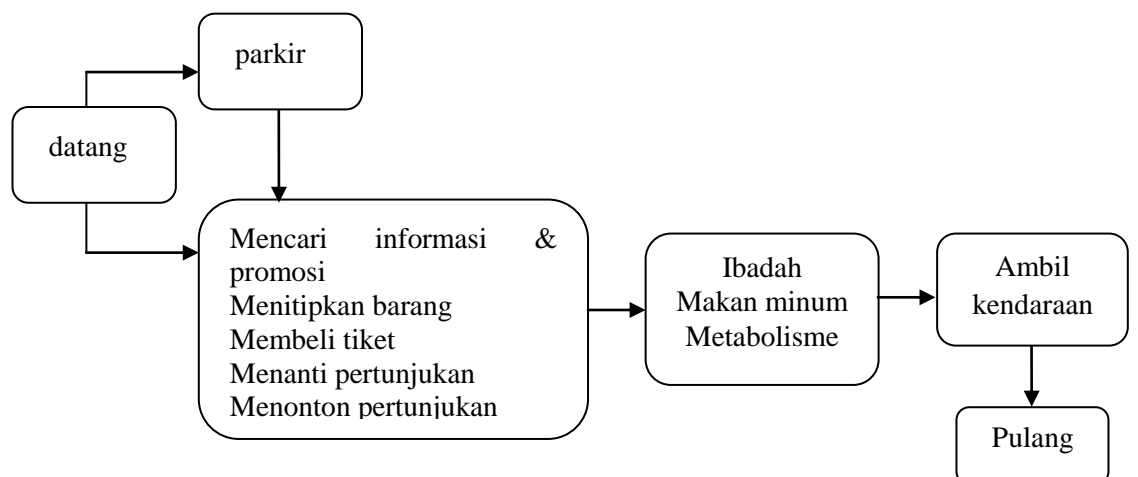 parkir
datang
Mencari informasi &
promosi
Menitipkan barang
Membeli tiket
Menanti pertunjukan
Menonton pertunjukan
Ibadah
Makan minum
Metabolisme
Ambil
kendaraan
Pulang